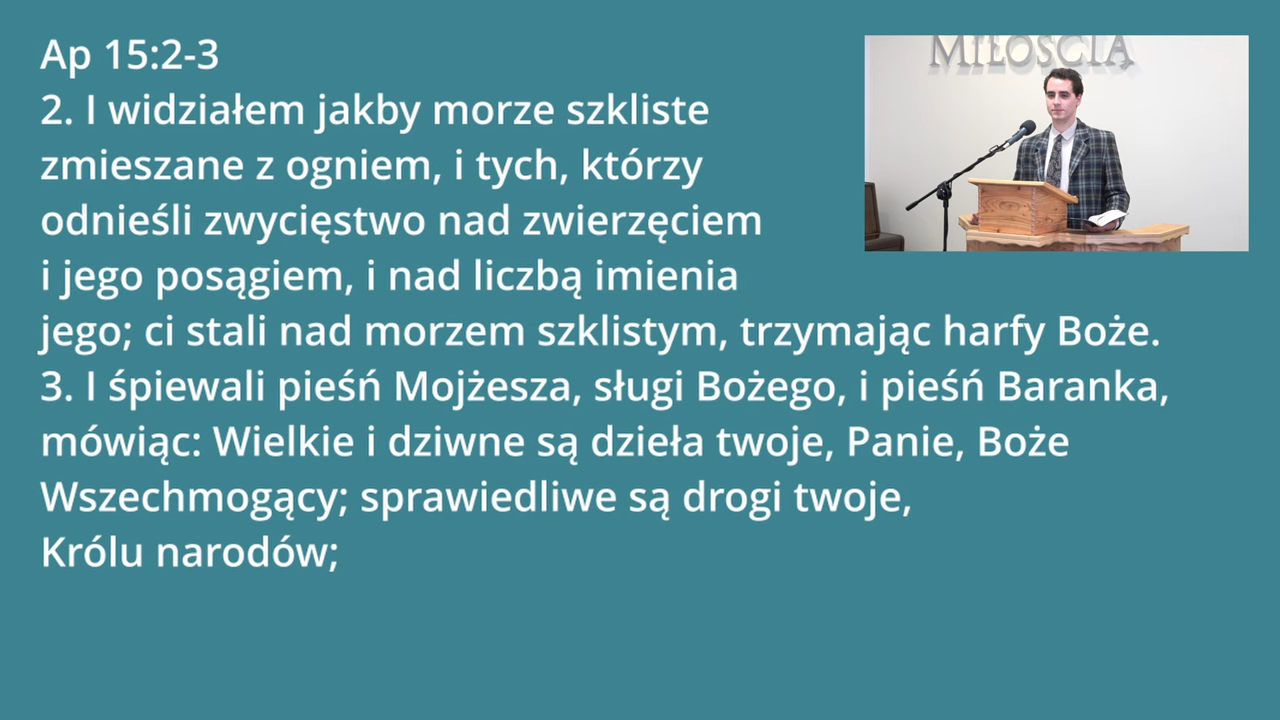 Ap 15:2-3
2. I widziałem jakby morze szkliste
zmieszane z ogniem, i tych, którzy
odnieśli zwycięstwo nad zwierzęciem
i jego posągiem, i nad liczbą imienia
jego; ci stali nad morzem szklistym, trzymając harfy Boże.
3. I śpiewali pieśń Mojżesza, sługi Bożego, i pieśń Baranka,
mówiąc: Wielkie i dziwne są dzieła twoje, Panie, Boże
Wszechmogący; sprawiedliwe są drogi twoje,
Królu narodów;
MIŁOŚCIĄ